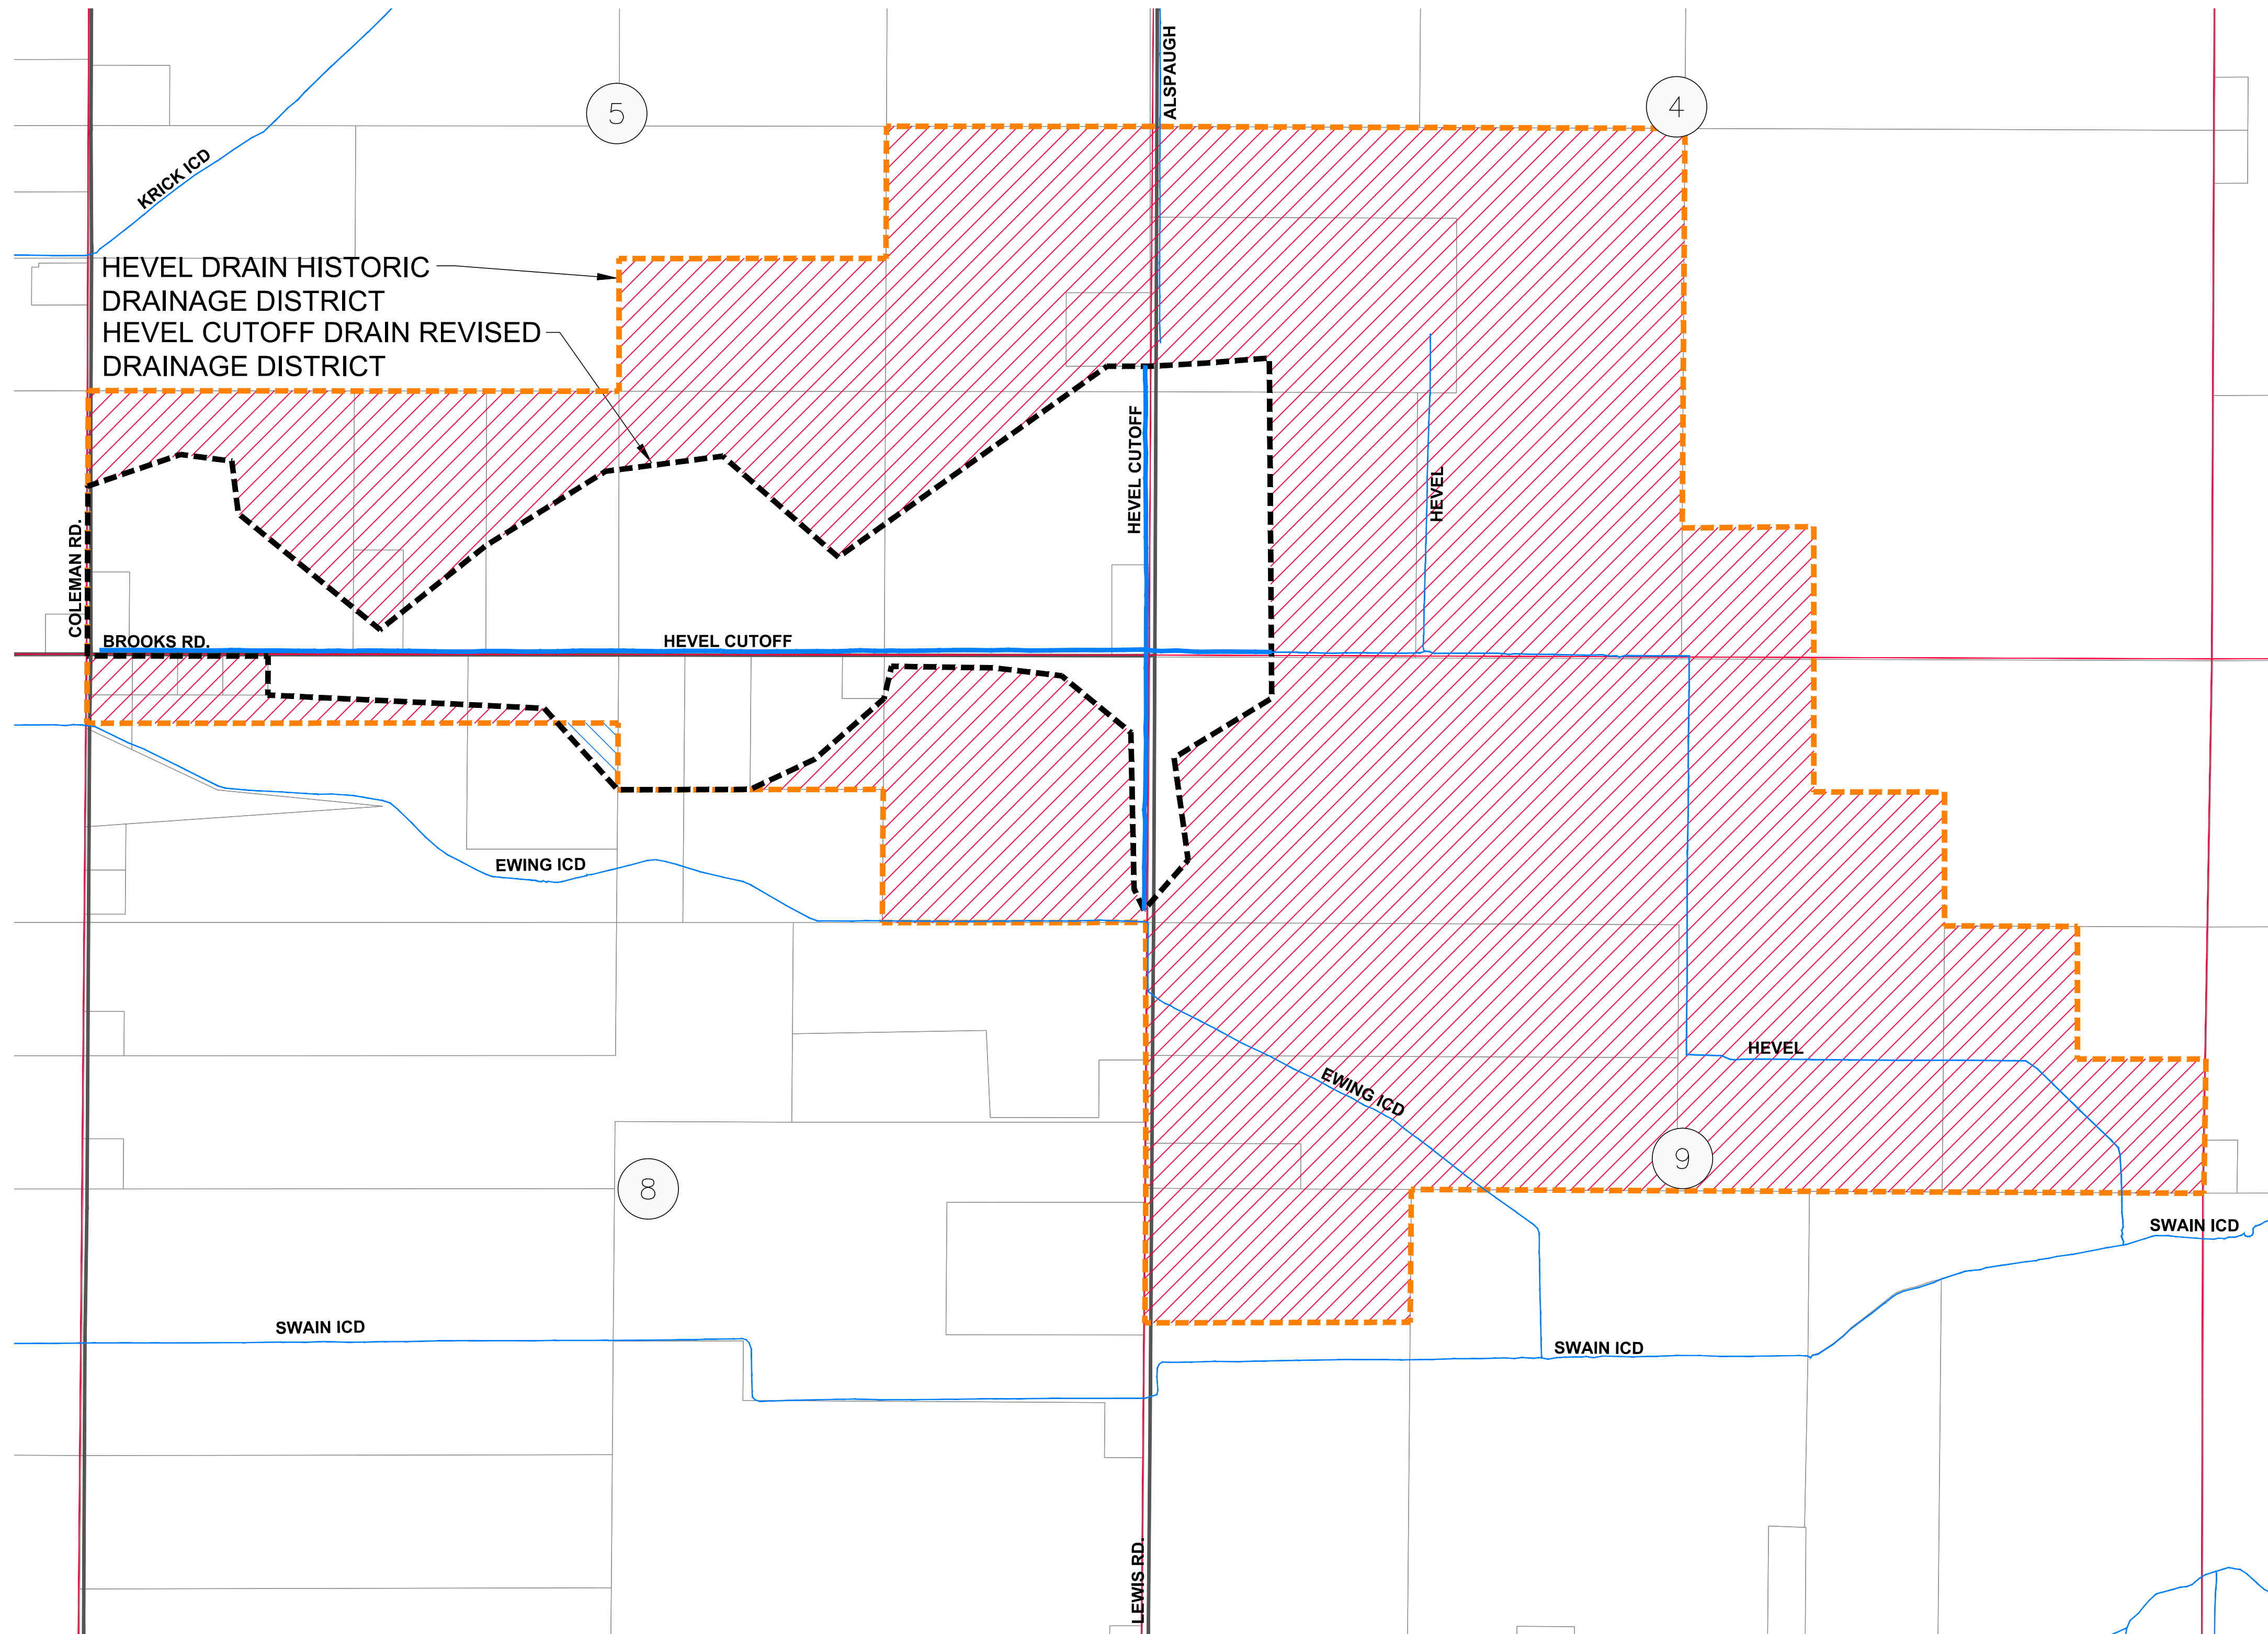 ALSPAUGH
5
4
KRICK ICD
HEVEL DRAIN HISTORIC
DRAINAGE DISTRICT
HEVEL CUTOFF DRAIN REVISED
DRAINAGE DISTRICT
HEVEL CUTOFF
HEVEL
COLEMAN RD.
BROOKS RD.
HEVEL CUTOFF
EWING ICD
HEVEL
EWING ICD
9
8
SWAIN ICD
SWAIN ICD
SWAIN ICD
LEWIS RD.